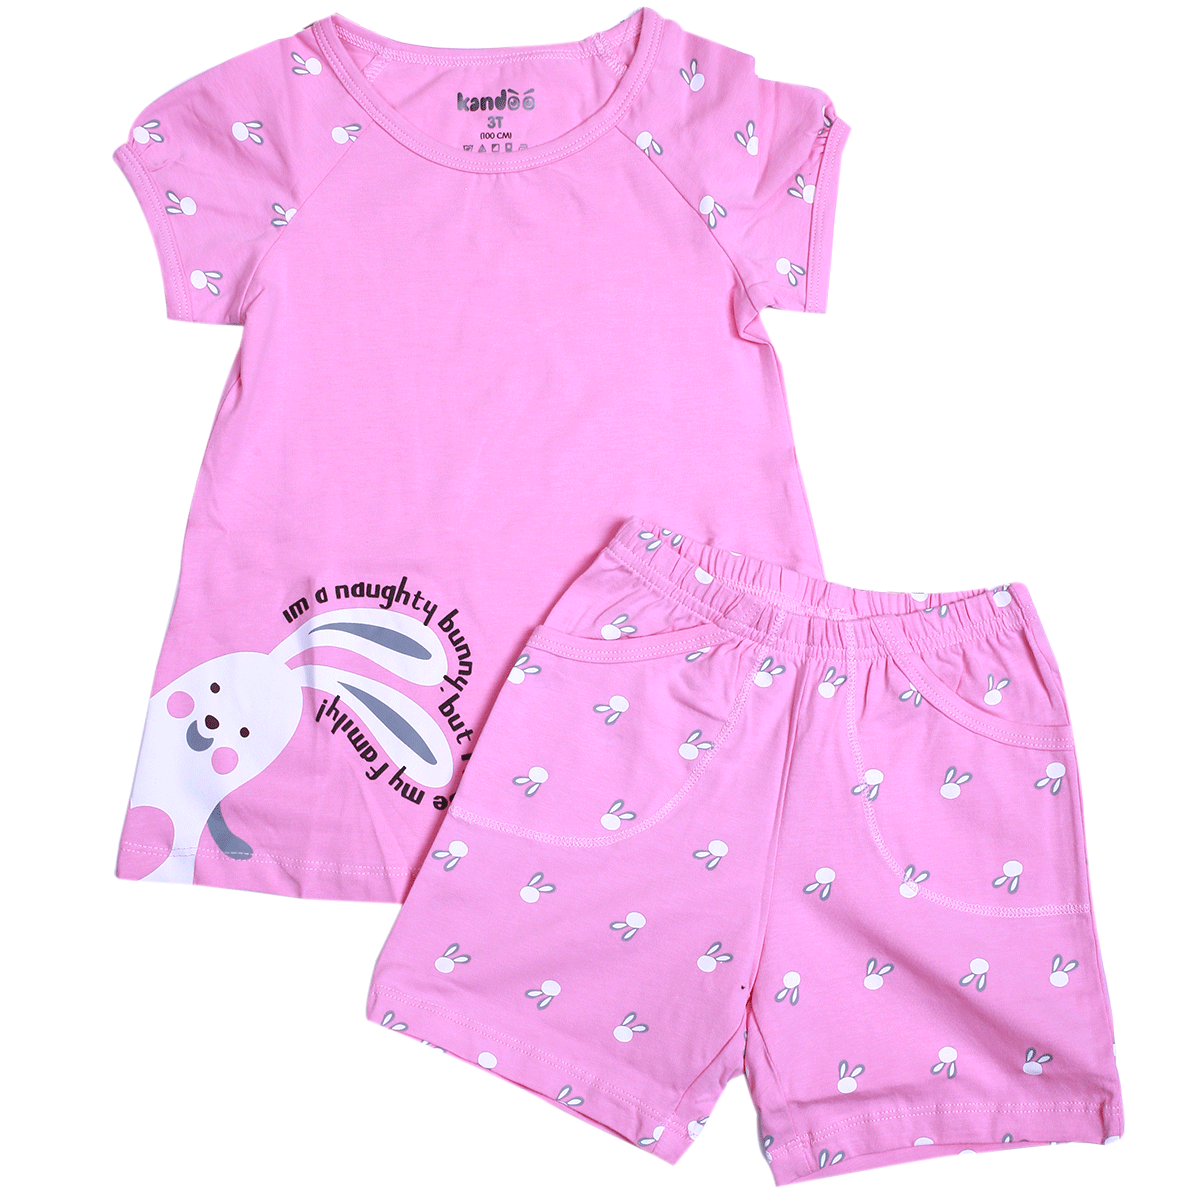 kandoo
3T
(100 CM)
im a naughty bunny, but
my family!